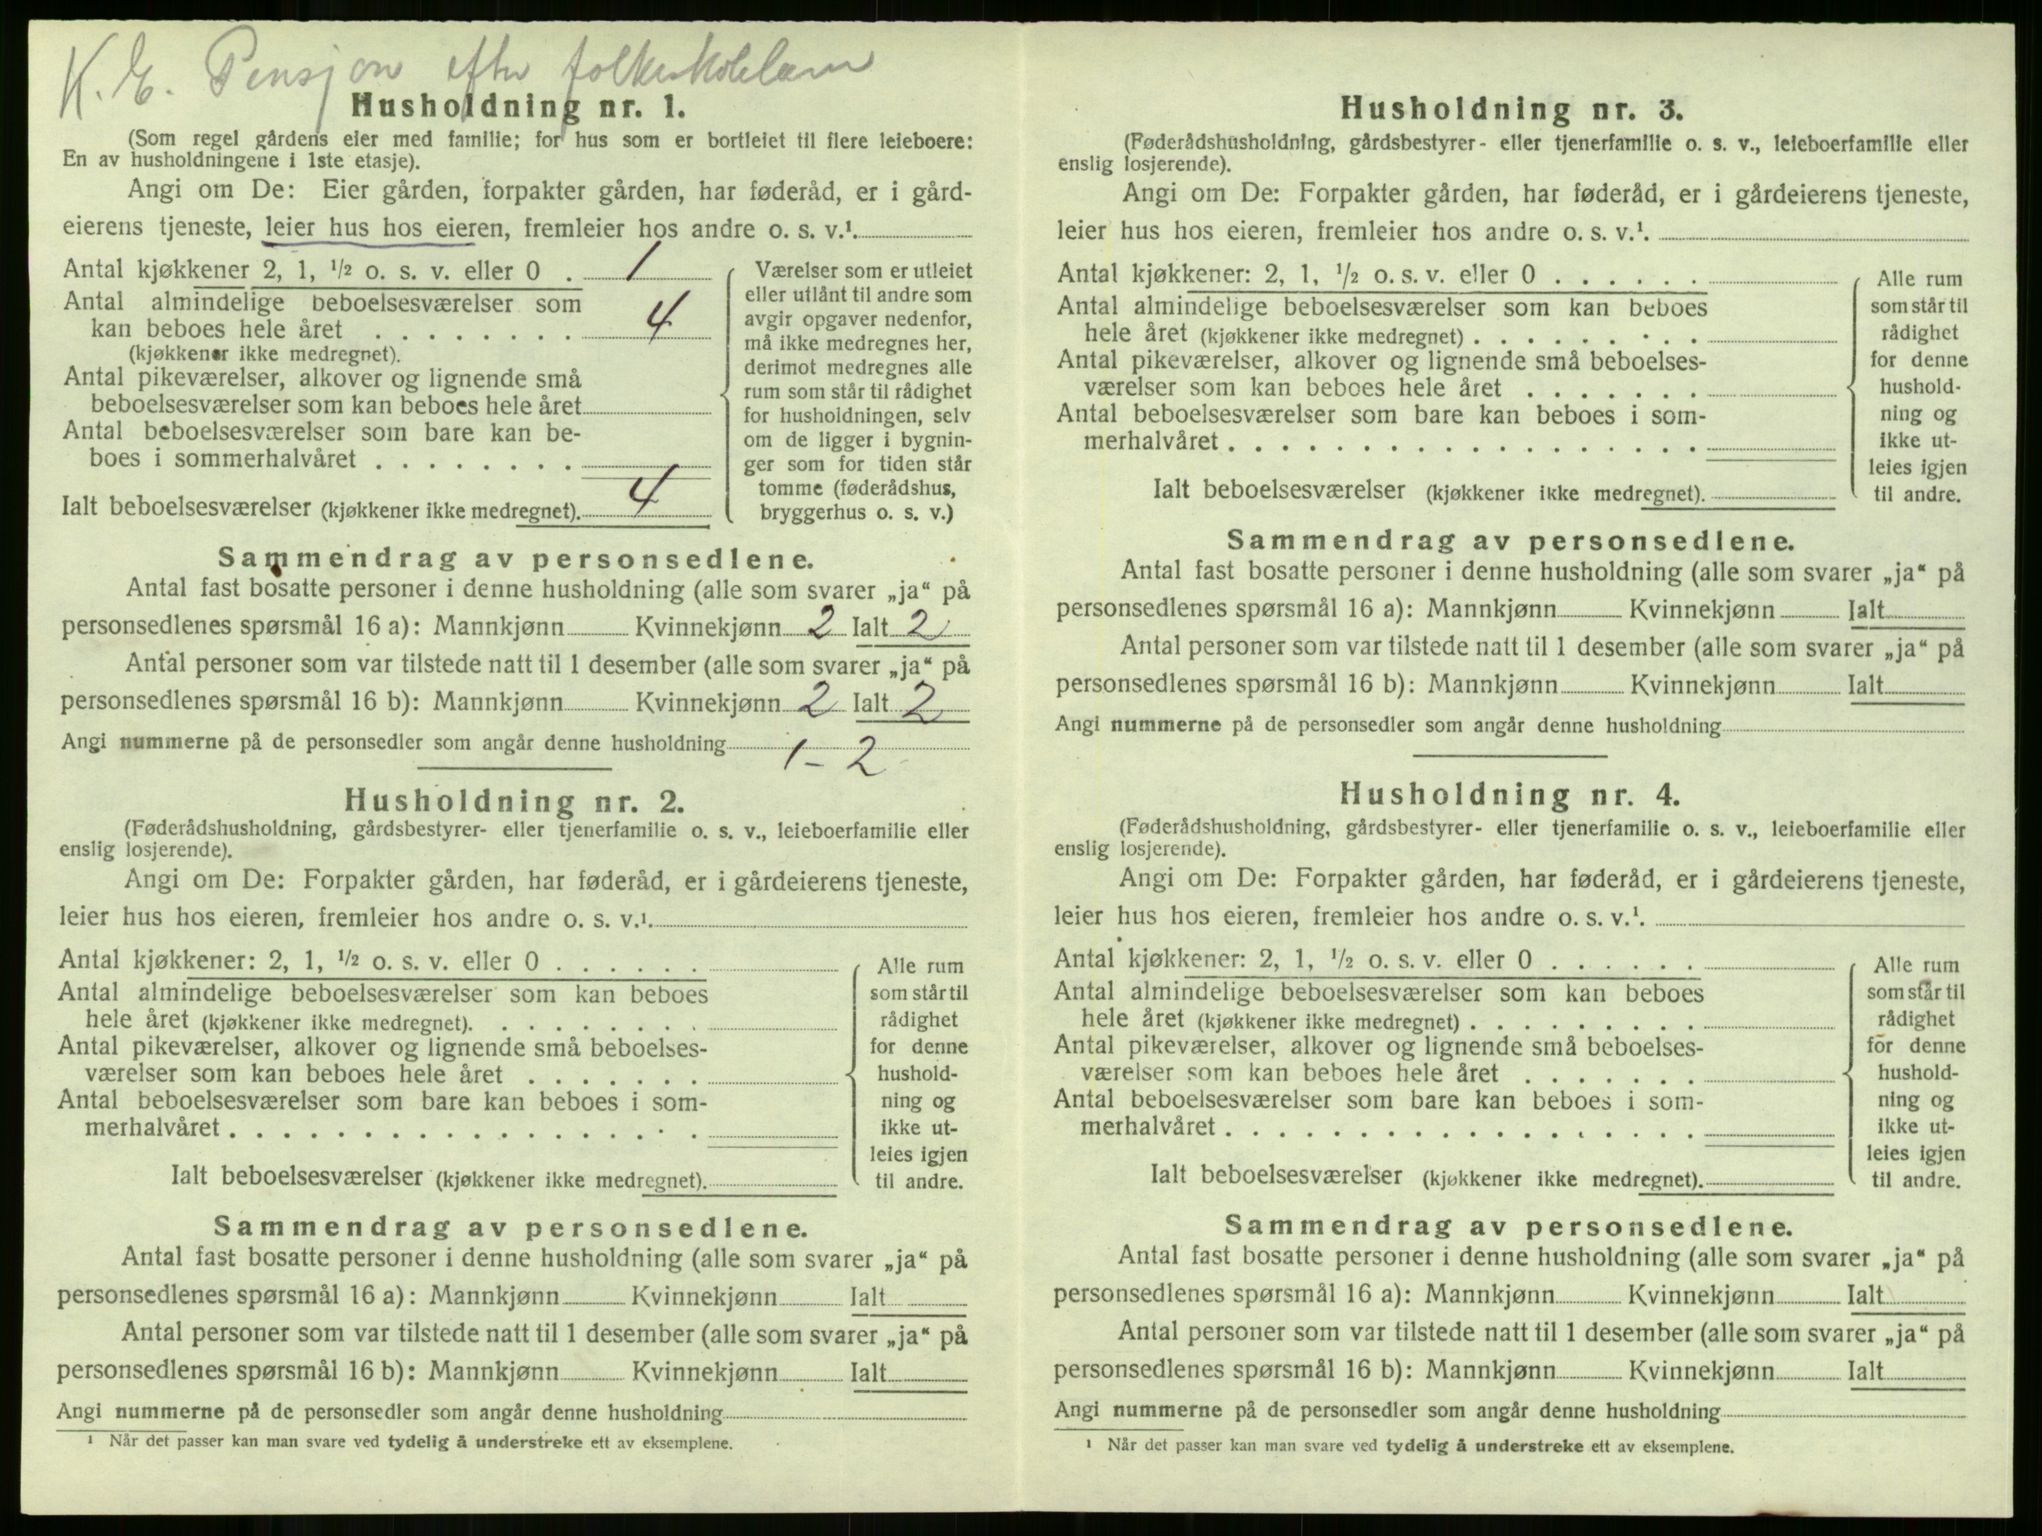 K. E. Pensjon efter folkeskolelærer
Husholdning nr. 1.
(Som regel gårdens eier med familie; for hus som er bortleiet til flere leieboere:
En av husholdningene i 1ste etasje).
Angi om De: Eier gården, forpakter gården, har føderåd, er i gård-
eierens tjeneste, leier hus hos eieren, fremleier hos andre o. s. v.¹.
Antal kjøkkener 2, 1, ½ o. s. v. eller 0 . 1
Antal almindelige beboelsesværelser som
kan beboes hele året . . . . . . . . 4
(kjøkkener ikke medregnet).
Antal pikeværelser, alkover og lignende små
beboelsesværelser som kan beboes hele året
Antal beboelsesværelser som bare kan be-
boes i sommerhalvåret . . . . . . . .
Ialt beboelsesværelser (kjøkkener ikke medregnet). 4
Værelser som er utleiet
eller utlånt til andre som
avgir opgaver nedenfor,
må ikke medregnes her,
derimot medregnes alle
rum som står til rådighet
for husholdningen, selv
om de ligger i bygnin-
ger som for tiden står
tomme (føderådshus,
bryggerhus o. s. v.)
Sammendrag av personsedlene.
Antal fast bosatte personer i denne husholdning (alle som svarer „ja“ på
personsedlenes spørsmål 16 a): Mannkjønn Kvinnekjønn 2 Ialt 2
Antal personer som var tilstede natt til 1 desember (alle som svarer „ja“ på
personsedlenes spørsmål 16 b): Mannkjønn Kvinnekjønn 2 Ialt 2
Angi nummerne på de personsedler som angår denne husholdning 1 - 2
Husholdning nr. 2.
(Føderådshusholdning, gårdsbestyrer- eller tjenerfamilie o. s. v., leieboerfamilie eller
enslig losjerende).
Angi om De: Forpakter gården, har føderåd, er i gårdeierens tjeneste,
leier hus hos eieren, fremleier hos andre o. s. v.¹.
Antal kjøkkener: 2, 1, ½ o. s. v. eller 0 . . . . . .
Antal almindelige beboelsesværelser som kan beboes
hele året (kjøkkener ikke medregnet). . . . . . . . .
Antal pikeværelser, alkover og lignende små beboelses-
værelser som kan beboes hele året . . . . . . .
Antal beboelsesværelser som bare kan beboes i som-
merhalvåret . . . . . . . . . . . . . . . . . .
Ialt beboelsesværelser (kjøkkener ikke medregnet).
Alle rum
som står til
rådighet
for denne
hushold-
ning og
ikke ut-
leies igjen
til andre.
Sammendrag av personsedlene.
Antal fast bosatte personer i denne husholdning (alle som svarer „ja“ på
personsedlenes spørsmål 16 a): Mannkjønn Kvinnekjønn Ialt
Antal personer som var tilstede natt til 1 desember (alle som svarer „ja“ på
personsedlenes spørsmål 16 b): Mannkjønn Kvinnekjønn Ialt
Angi nummerne på de personsedler som angår denne husholdning
¹ Når det passer kan man svare ved tydelig å understreke ett av eksemplene.
Husholdning nr. 3.
(Føderådshusholdning, gårdsbestyrer- eller tjenerfamilie o. s. v., leieboerfamilie eller
enslig losjerende).
Angi om De: Forpakter gården, har føderåd, er i gårdeierens tjeneste,
leier hus hos eieren, fremleier hos andre o. s. v.¹.
Antal kjøkkener: 2, 1, ½ o. s. v. eller 0 . . . . . .
Antal almindelige beboelsesværelser som kan beboes
hele året (kjøkkener ikke medregnet) . . . . . . . . .
Antal pikeværelser, alkover og lignende små beboelses-
værelser som kan beboes hele året . . . . . . .
Antal beboelsesværelser som bare kan beboes i som-
merhalvåret . . . . . . . . . . . . . . . . . .
Ialt beboelsesværelser (kjøkkener ikke medregnet).
Alle rum
som står til
rådighet
for denne
hushold-
ning og
ikke ut-
leies igjen
til andre.
Sammendrag av personsedlene.
Antal fast bosatte personer i denne husholdning (alle som svarer „ja“ på
personsedlenes spørsmål 16 a): Mannkjønn Kvinnekjønn Ialt
Antal personer som var tilstede natt til 1 desember (alle som svarer „ja“ på
personsedlenes spørsmål 16 b): Mannkjønn Kvinnekjønn Ialt
Angi nummerne på de personsedler som angår denne husholdning
Husholdning nr. 4.
(Føderådshusholdning, gårdsbestyrer- eller tjenerfamilie o. s. v., leieboerfamilie eller
enslig losjerende).
Angi om De: Forpakter gården, har føderåd, er i gårdeierens tjeneste,
leier hus hos eieren, fremleier hos andre o. s. v.¹.
Antal kjøkkener: 2, 1, ½ o. s. v. eller 0 . . . . . .
Antal almindelige beboelsesværelser som kan beboes
hele året (kjøkkener ikke medregnet) . . . . . . . . .
Antal pikeværelser, alkover og lignende små beboelses-
værelser som kan beboes hele året . . . . . . .
Antal beboelsesværelser som bare kan beboes i som-
merhalvåret . . . . . . . . . . . . . . . . . .
Ialt beboelsesværelser (kjøkkener ikke medregnet).
Alle rum
som står til
rådighet
for denne
hushold-
ning og
ikke ut-
leies igjen
til andre.
Sammendrag av personsedlene.
Antal fast bosatte personer i denne husholdning (alle som svarer „ja“ på
personsedlenes spørsmål 16 a): Mannkjønn Kvinnekjønn Ialt
Antal personer som var tilstede natt til 1 desember (alle som svarer „ja“ på
personsedlenes spørsmål 16 b): Mannkjønn Kvinnekjønn Ialt
Angi nummerne på de personsedler som angår denne husholdning
¹ Når det passer kan man svare ved tydelig å understreke ett av eksemplene.